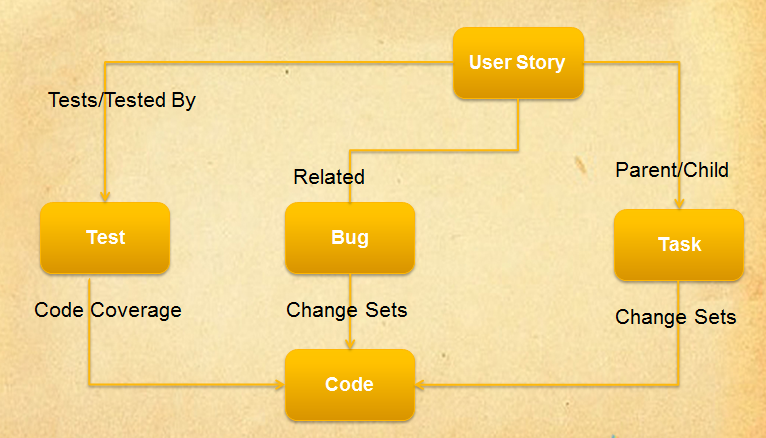 User Story
Tests/Tested By
Related
Parent/Child
Test
Bug
Task
Code Coverage
Change Sets
Change Sets
Code